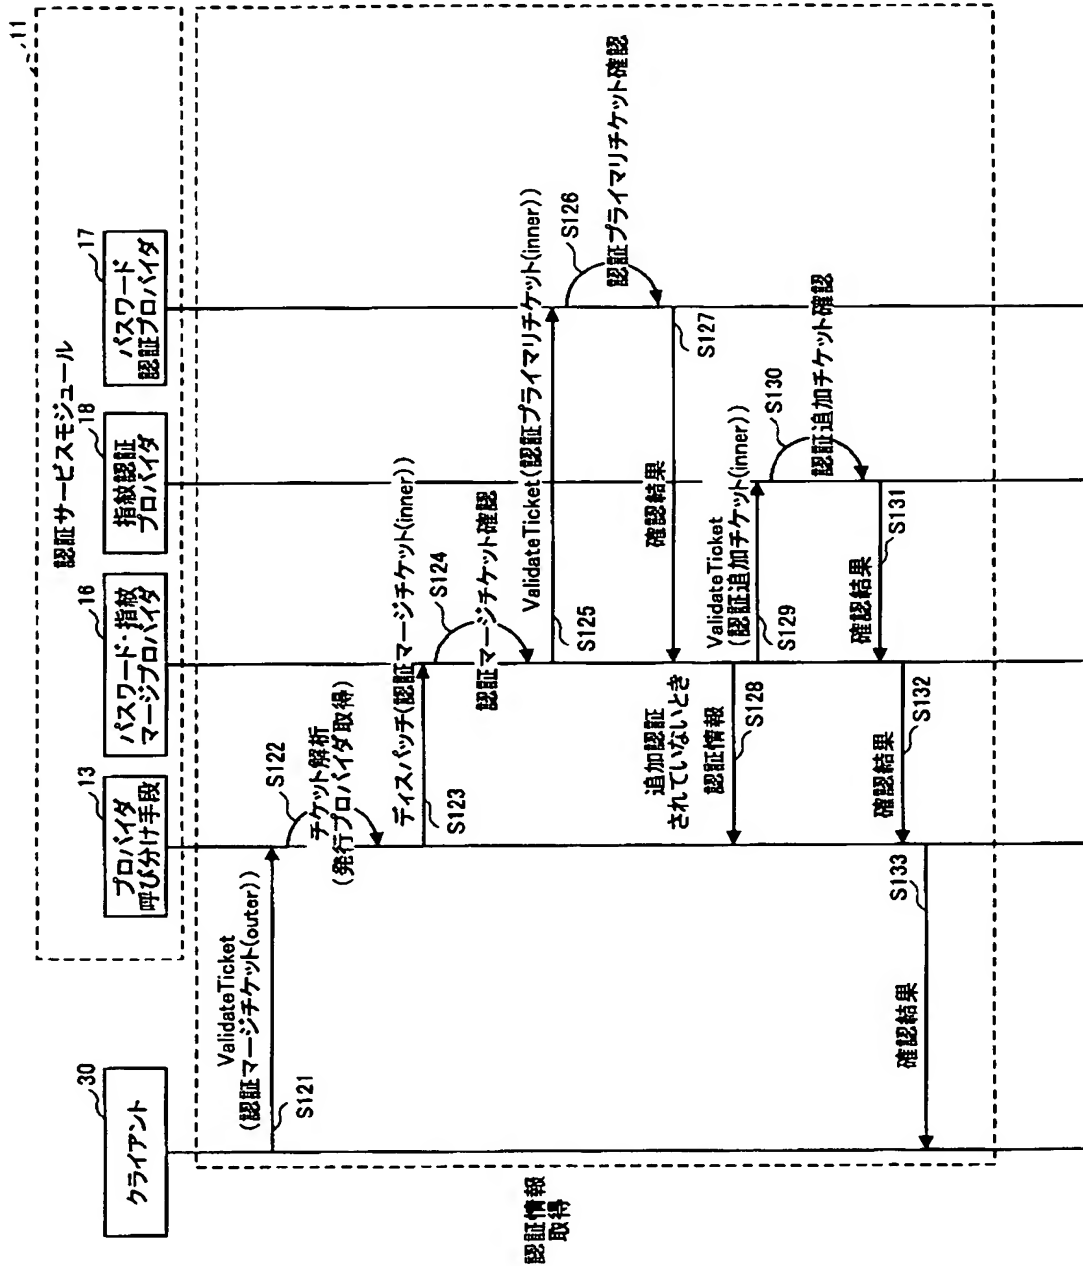 11
認証サービスモジュール
30
クライアント
13
プロバイダ
呼び分け手段
16
パスワード・指紋
マージプロバイダ
18
指紋認証
プロバイダ
17
パスワード
認証プロバイダ
認証情報
取得
ValidateTicket
(認証マージチケット(outer))
S121
S122
チケット解析
(発行プロバイダ取得)
ディスパッチ(認証マージチケット(inner))
S123
S124
認証マージチケット確認
ValidateTicket(認証プライマリチケット(inner))
S125
S126
認証プライマリチケット確認
確認結果
S127
追加認証
されていないとき
認証情報
S128
ValidateTicket
(認証追加チケット(inner))
S129
S130
認証追加チケット確認
確認結果
S131
確認結果
S132
確認結果
S133